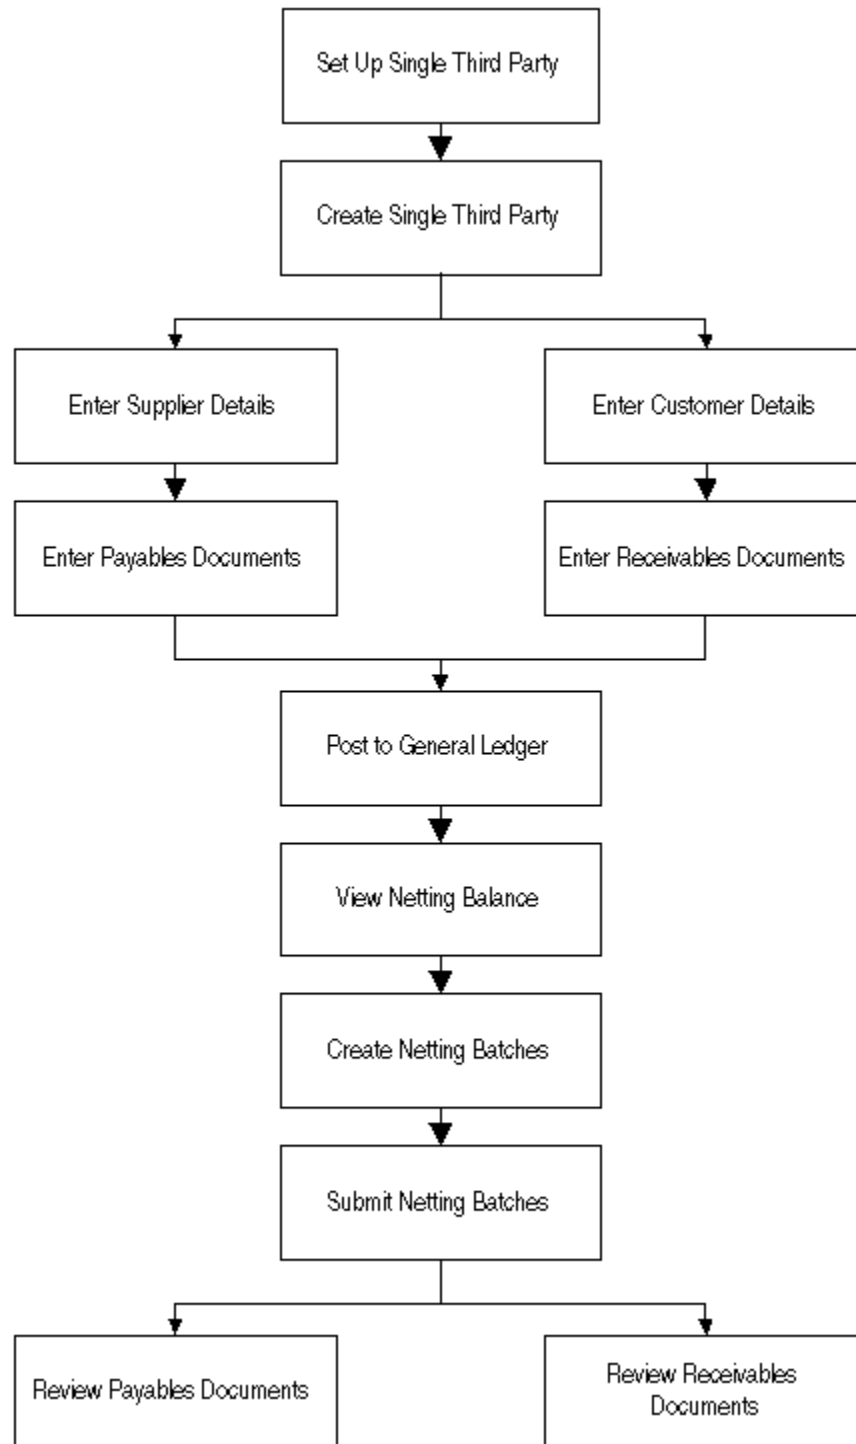 Set Up Single Third Party
Create Single Third Party
Enter Supplier Details
Enter Customer Details
Enter Payables Documents
Enter Receivables Documents
Post to General Ledger
View Netting Balance
Create Netting Batches
Submit Netting Batches
Review Payables Documents
Review Receivables
Documents